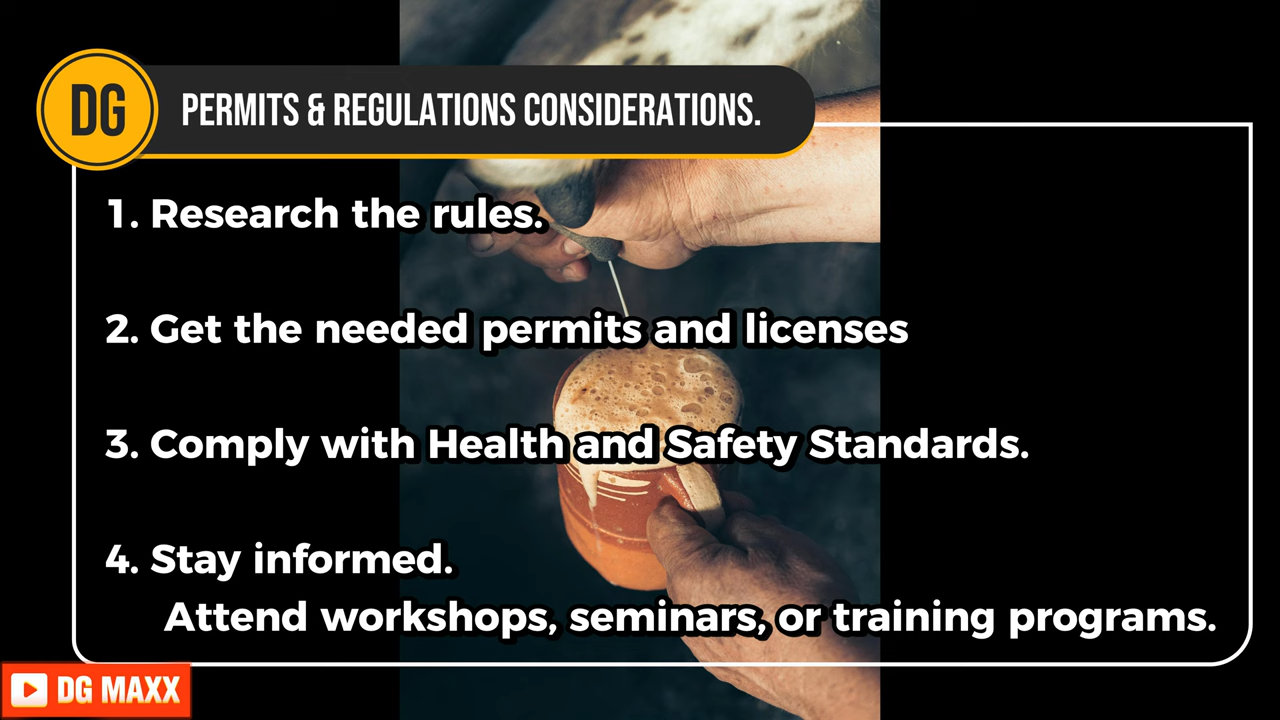 DG
PERMITS & REGULATIONS CONSIDERATIONS.
1. Research the rules.
2. Get the needed permits and licenses
3. Comply with Health and Safety Standards.
4. Stay informed.
Attend workshops, seminars, or training programs.
DG MAXX